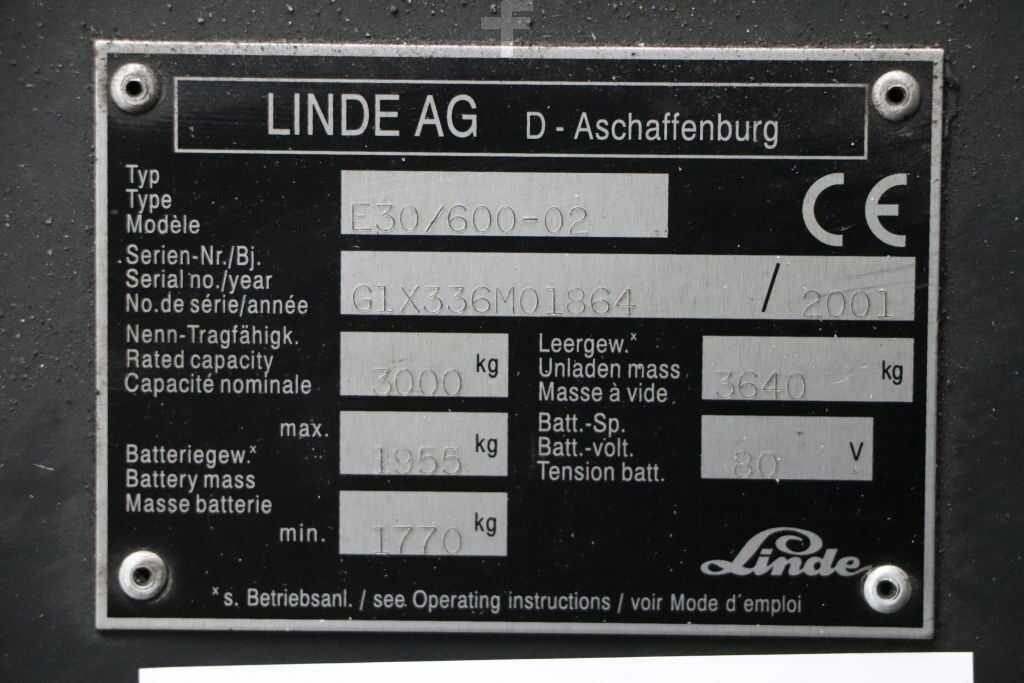 LINDE AG D - Aschaffenburg
Typ
Type
Modèle
E30/600-02
CE
Serien-Nr./Bj.
Serial no./year
No.de série/année
G1X336M01864 / 2001
Nenn-Tragfähigk.
Rated capacity
Capacité nominale
3000 kg
Leergew.x
Unladen mass
Masse à vide
3640 kg
Batteriegew.x
Battery mass
Masse batterie
max.
1955 kg
min.
1770 kg
Batt.-Sp.
Batt.-volt.
Tension batt.
80 V
Linde
x s. Betriebsanl. / see Operating instructions / voir Mode d´emploi